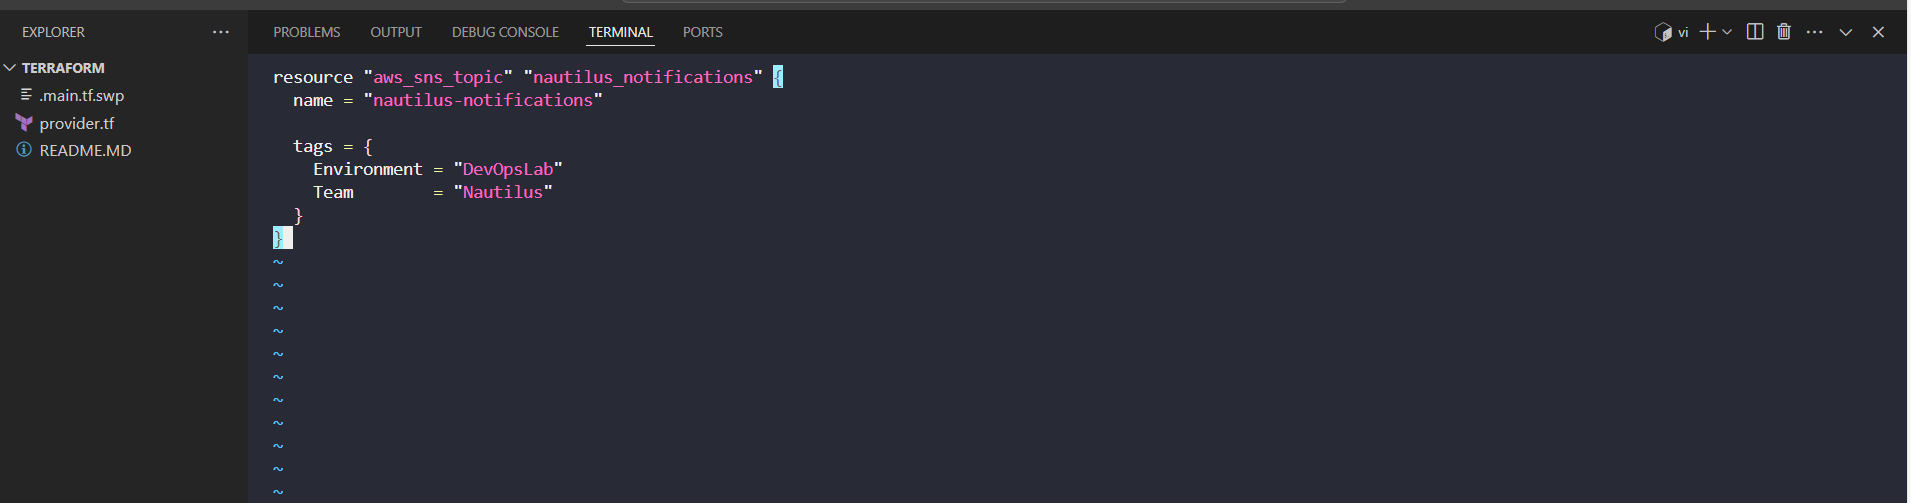 EXPLORER ...
PROBLEMS OUTPUT DEBUG CONSOLE TERMINAL PORTS
vi ...
TERRAFORM
.main.tf.swp
provider.tf
README.MD
resource "aws_sns_topic" "nautilus_notifications" {
  name = "nautilus-notifications"
  tags = {
    Environment = "DevOpsLab"
    Team        = "Nautilus"
  }
}
~
~
~
~
~
~
~
~
~
~
~